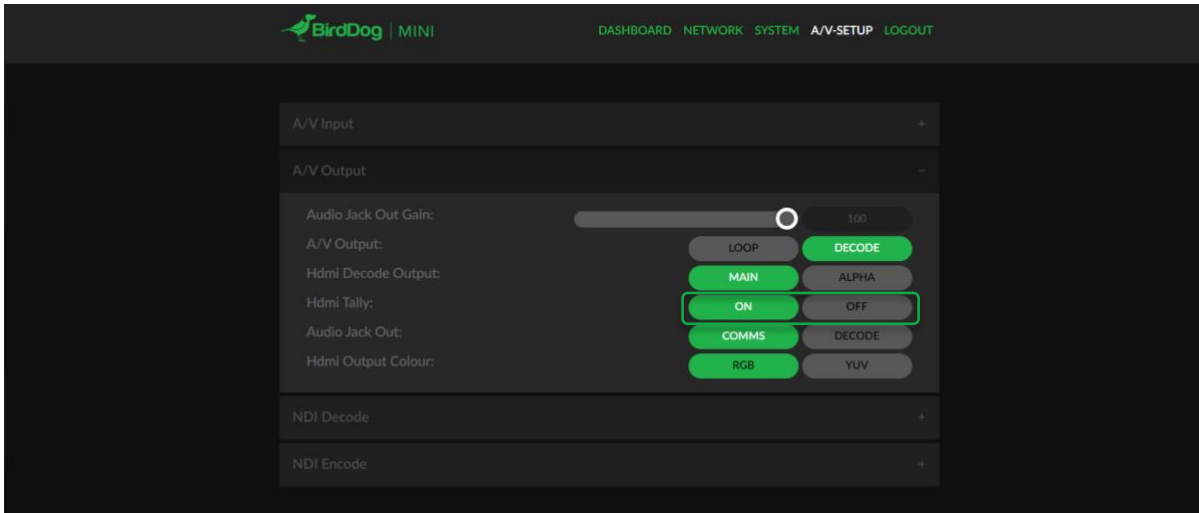 BirdDog | MINI DASHBOARD NETWORK SYSTEM A/V-SETUP LOGOUT
A/V Input +
A/V Output -
Audio Jack Out Gain: 100
A/V Output: LOOP DECODE
Hdmi Decode Output: MAIN ALPHA
Hdmi Tally: ON OFF
Audio Jack Out: COMMS DECODE
Hdmi Output Colour: RGB YUV
NDI Decode +
NDI Encode +